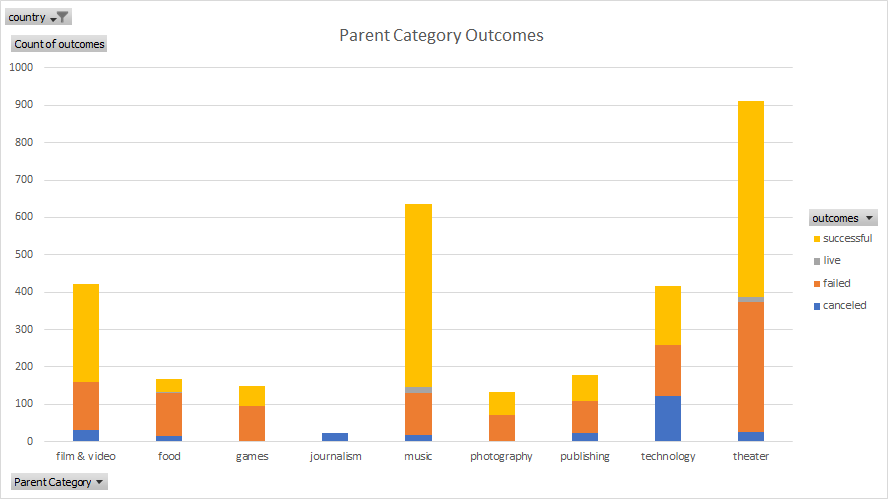 country
Parent Category Outcomes
Count of outcomes
1000
900
800
700
600
500
400
300
200
100
0
film & video food games journalism music photography publishing technology theater
outcomes
successful
live
failed
canceled
Parent Category